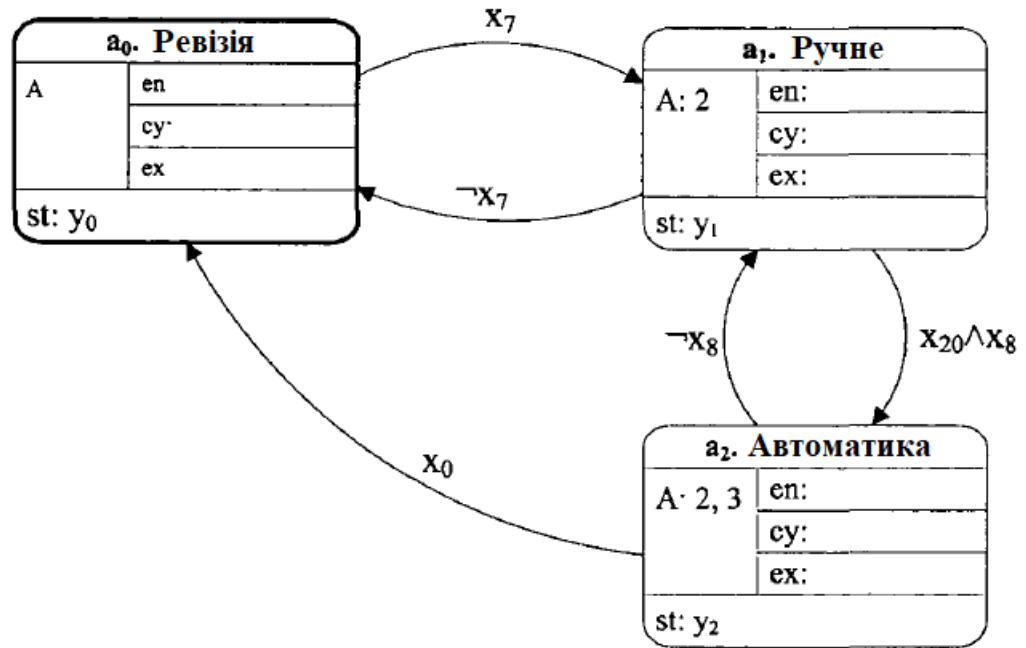 x₇
a₀. Ревізія
A
en
cy·
ex
st: y₀
a₁. Ручне
A: 2
en:
cy:
ex:
st: y₁
¬x₇
¬x₈
x₂₀∧x₈
x₀
a₂. Автоматика
A· 2, 3
en:
cy:
ex:
st: y₂